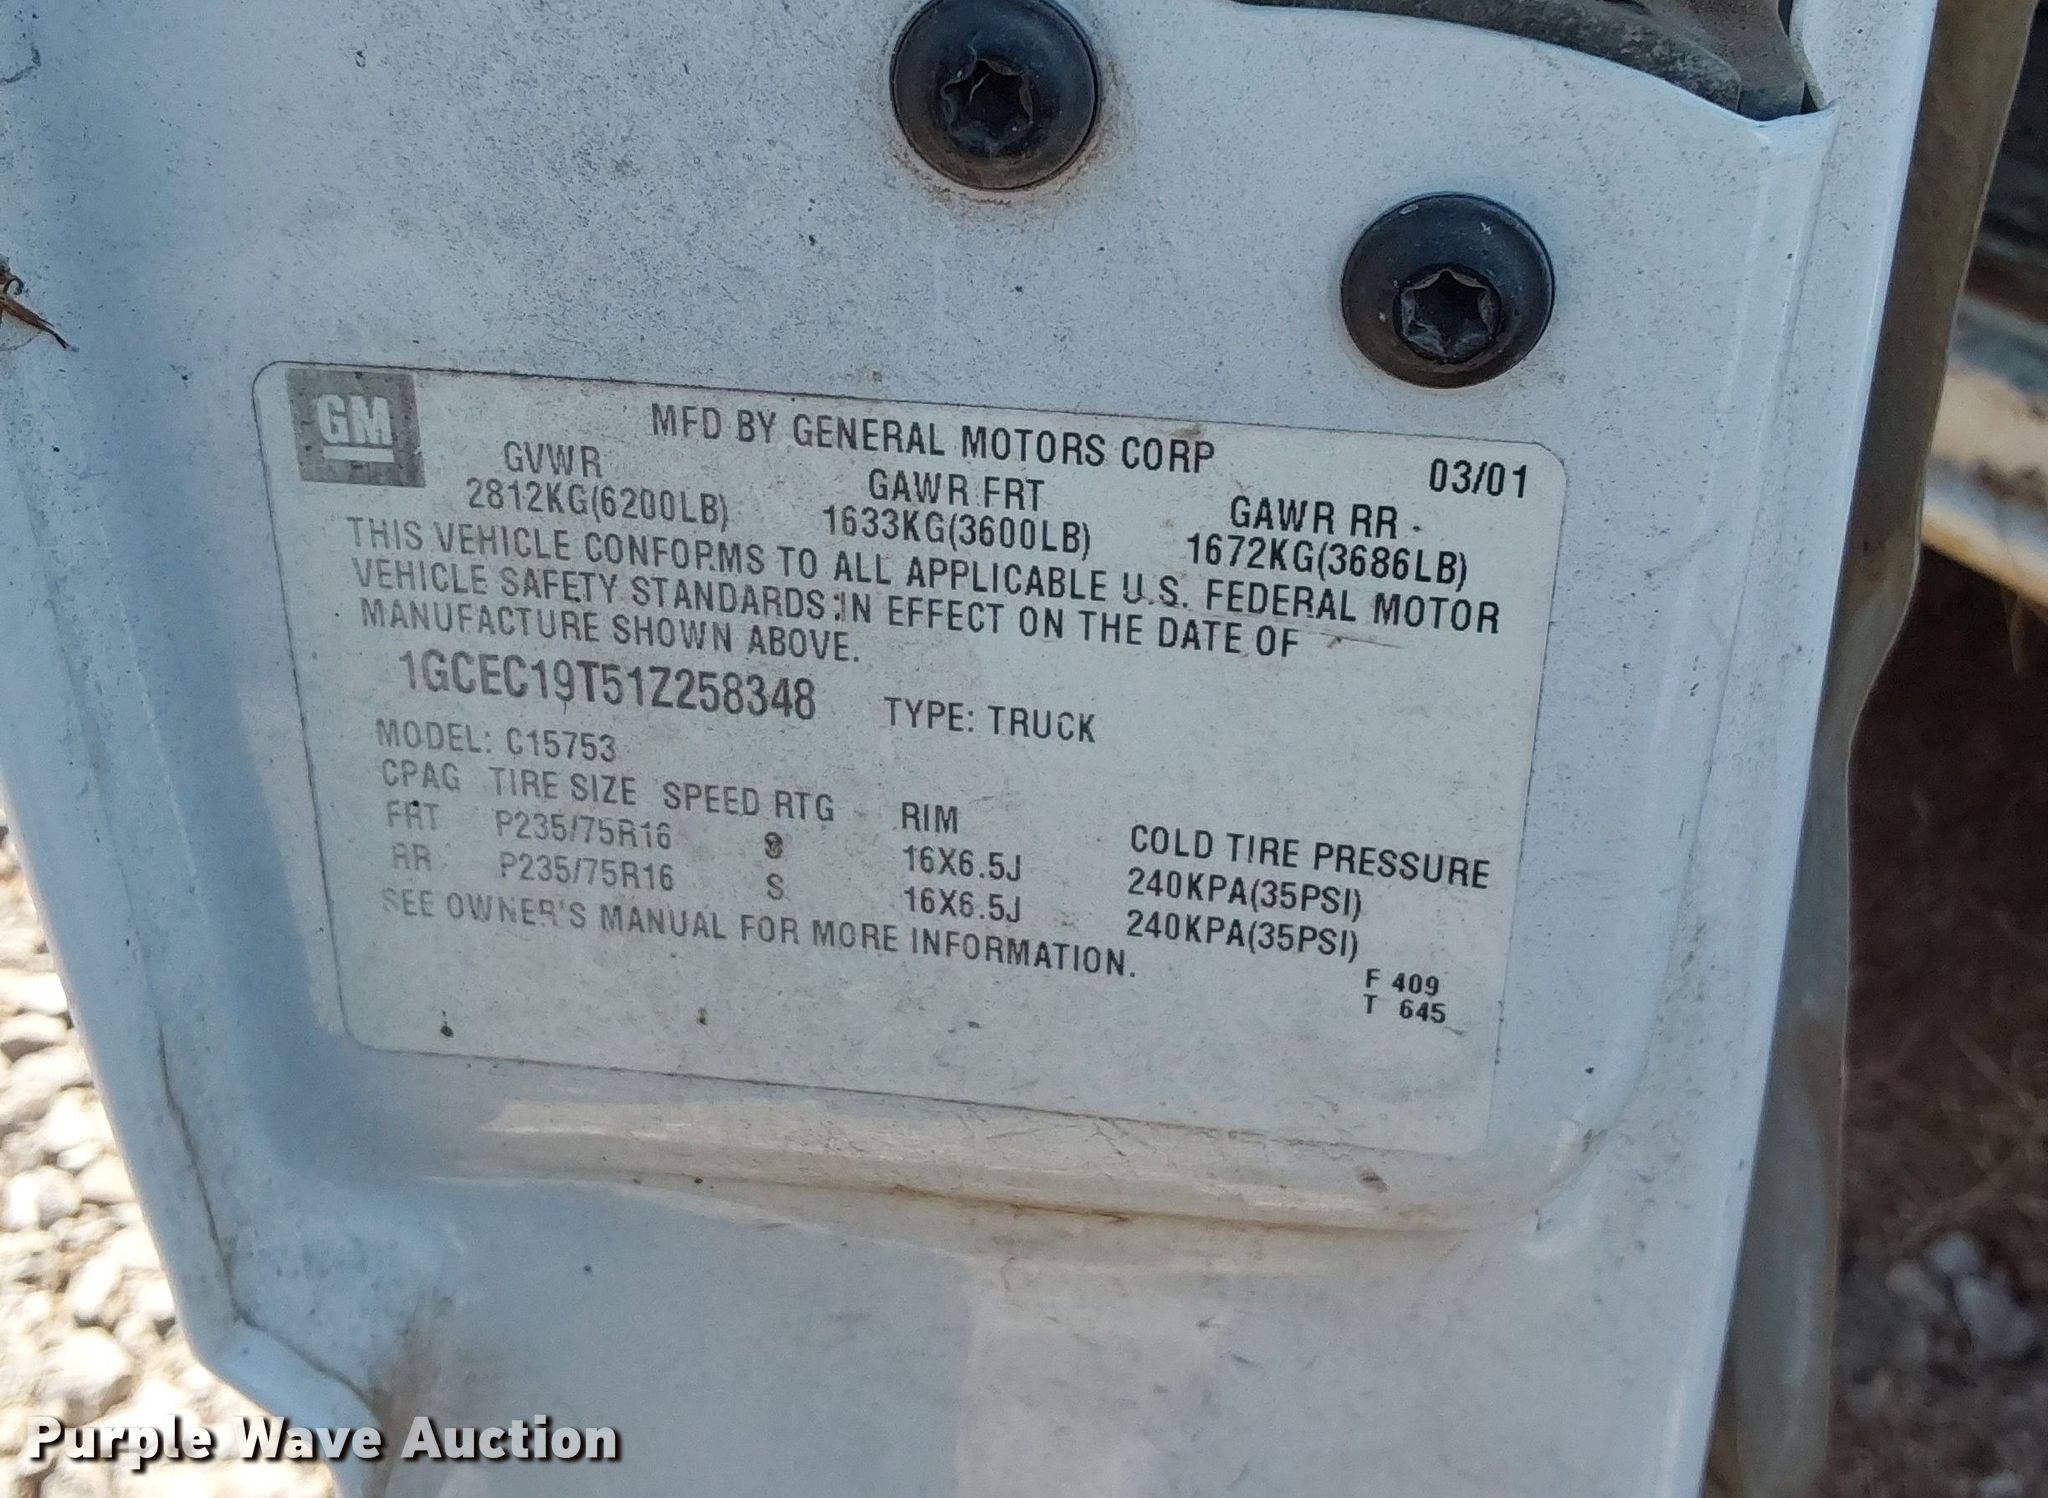 GM
MFD BY GENERAL MOTORS CORP 03/01
GVWR GAWR FRT GAWR RR
2812KG(6200LB) 1633KG(3600LB) 1672KG(3686LB)
THIS VEHICLE CONFORMS TO ALL APPLICABLE U.S. FEDERAL MOTOR
VEHICLE SAFETY STANDARDS IN EFFECT ON THE DATE OF
MANUFACTURE SHOWN ABOVE.
1GCEC19T51Z258348 TYPE: TRUCK
MODEL: C15753
CPAG TIRE SIZE SPEED RTG RIM COLD TIRE PRESSURE
FRT P235/75R16 16X6.5J 240KPA(35PSI)
RR P235/75R16 S 16X6.5J 240KPA(35PSI)
SEE OWNER'S MANUAL FOR MORE INFORMATION.
F 409
T 645
Purple Wave Auction